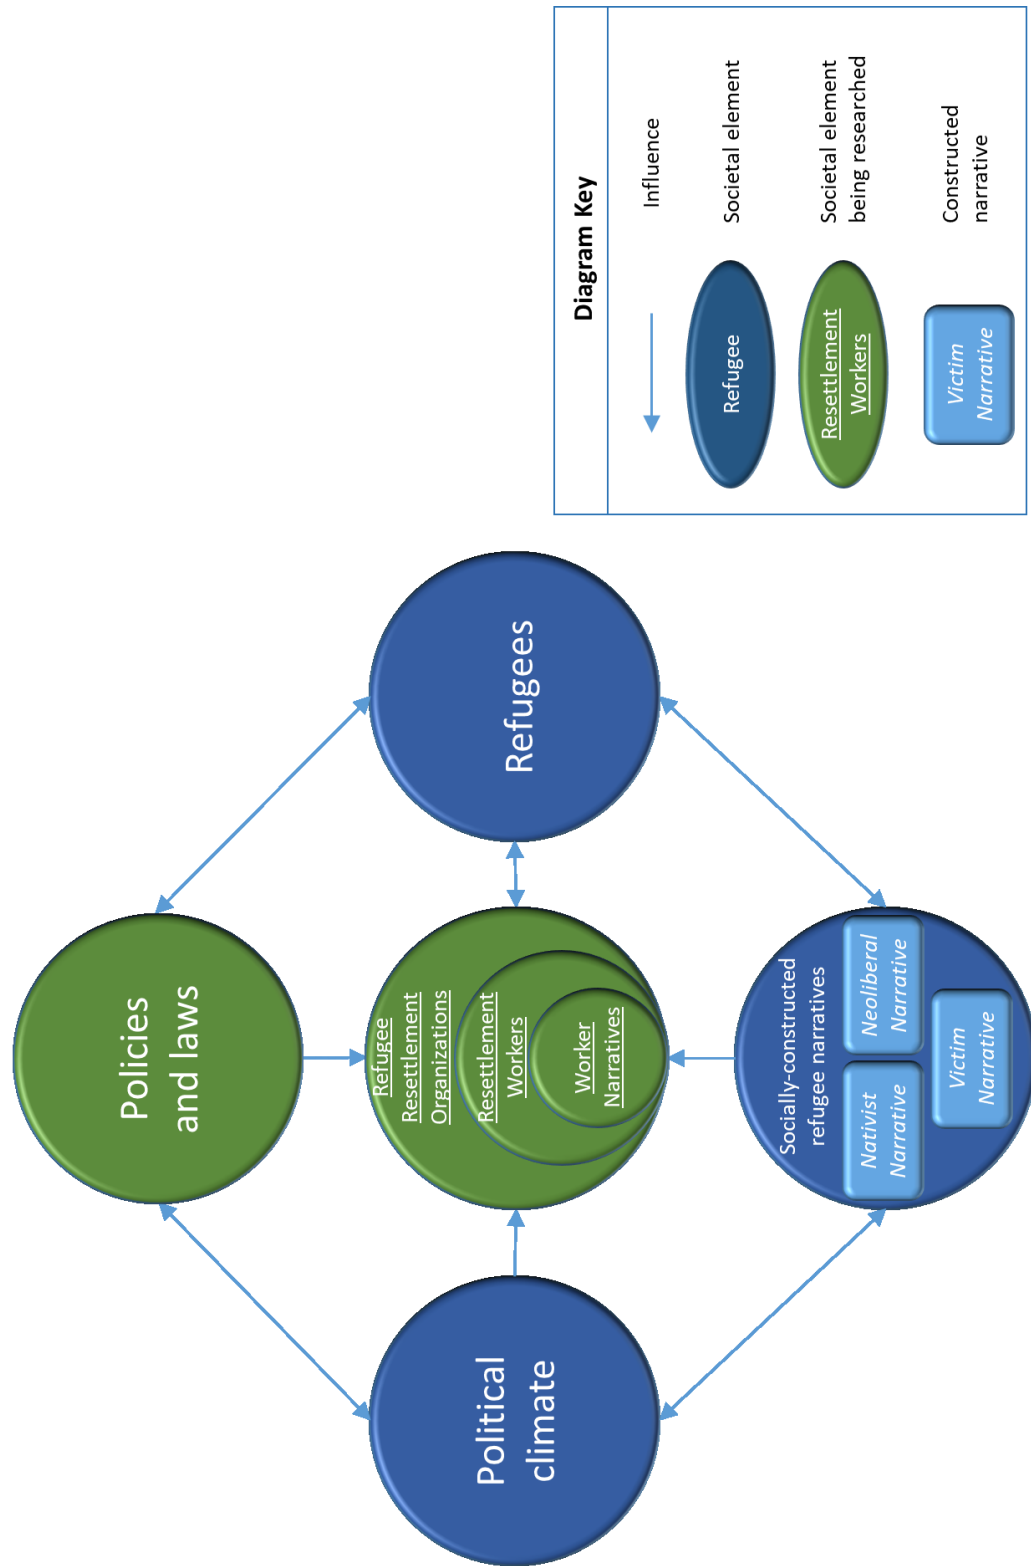 Policies
and laws
Political
climate
Refugee
Resettlement
Organizations
Resettlement
Workers
Worker
Narratives
Refugees
Socially-constructed
refugee narratives
Nativist
Narrative
Neoliberal
Narrative
Victim
Narrative
Diagram Key
Influence
Refugee
Societal element
Resettlement
Workers
Societal element
being researched
Victim
Narrative
Constructed
narrative